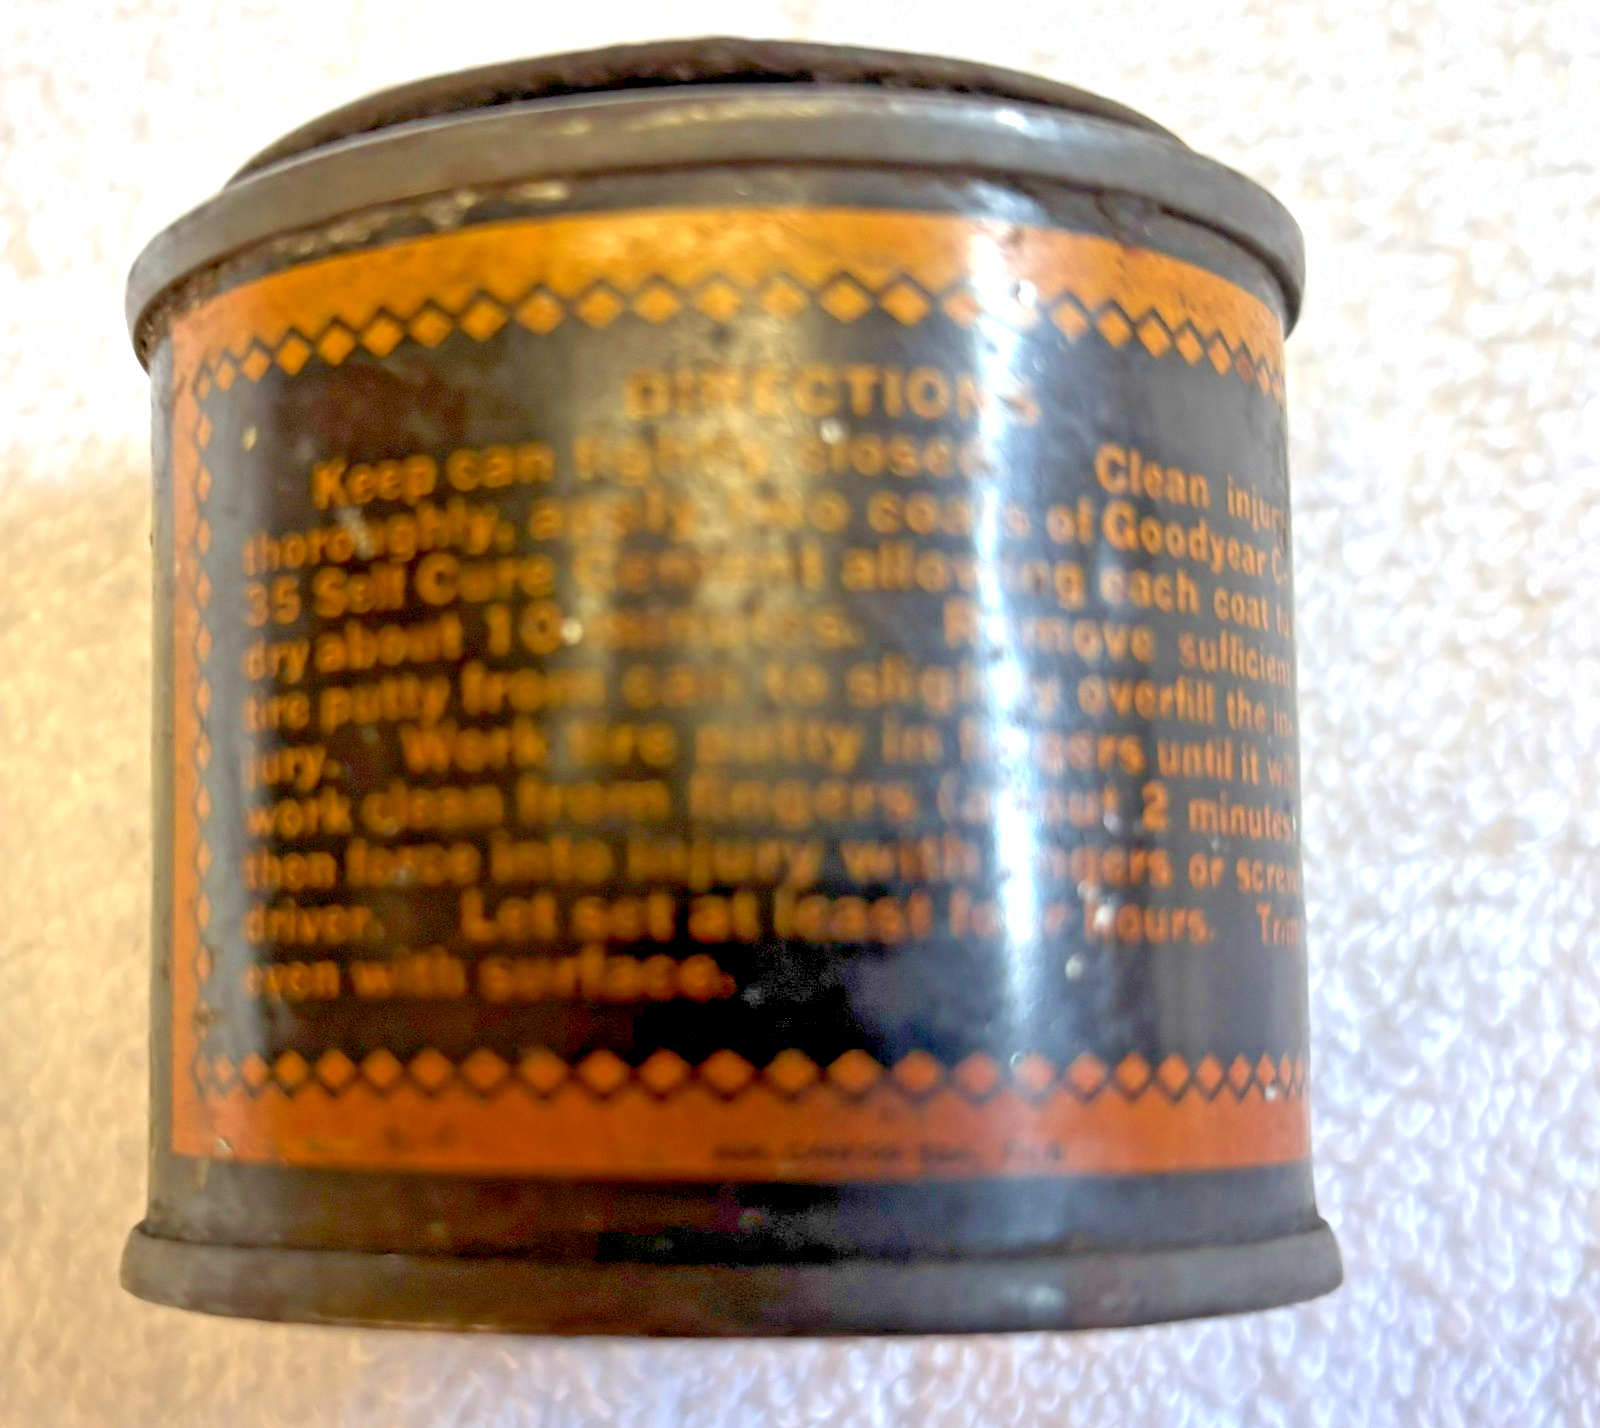 DIRECTIONS
Keep can tightly closed. Clean injury
thoroughly, apply two coats of Goodyear C-
35 Self Cure Cement allowing each coat to
dry about 10 minutes. Remove sufficient
tire putty from can to slightly overfill the in-
jury. Work tire putty in fingers until it will
work clean from fingers (about 2 minutes)
then force into injury with fingers or screw
driver. Let set at least four hours. Trim
even with surface.